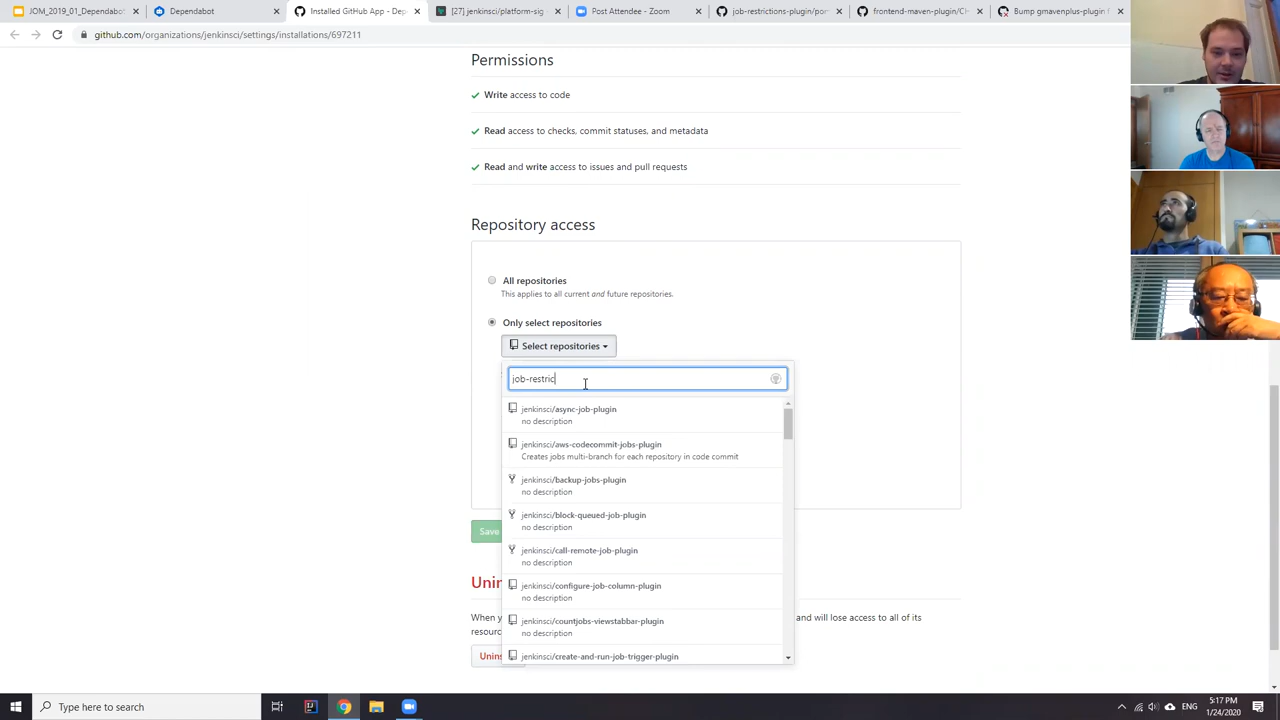 JOM_2019_01_Dependabot
Dependabot
Installed GitHub App - Dep
[27] jenkinsci/platform-sig
Post Attendee - Zoom
job-restrictions-plugin/pom
frontend-maven-plugin/CH
Bump gmavenplus-plugin f
github.com/organizations/jenkinsci/settings/installations/697211
Permissions
Write access to code
Read access to checks, commit statuses, and metadata
Read and write access to issues and pull requests
Repository access
All repositories
This applies to all current and future repositories.
Only select repositories
Select repositories
job-restric
jenkinsci/async-job-plugin
no description
jenkinsci/aws-codecommit-jobs-plugin
Creates jobs multi-branch for each repository in code commit
jenkinsci/backup-jobs-plugin
no description
jenkinsci/block-queued-job-plugin
no description
Save
jenkinsci/call-remote-job-plugin
no description
Unin
jenkinsci/configure-job-column-plugin
no description
When y
jenkinsci/countjobs-viewstabbar-plugin
and will lose access to all of its
resourc
no description
Unins
jenkinsci/create-and-run-job-trigger-plugin
Type here to search
ENG
5:17 PM
1/24/2020